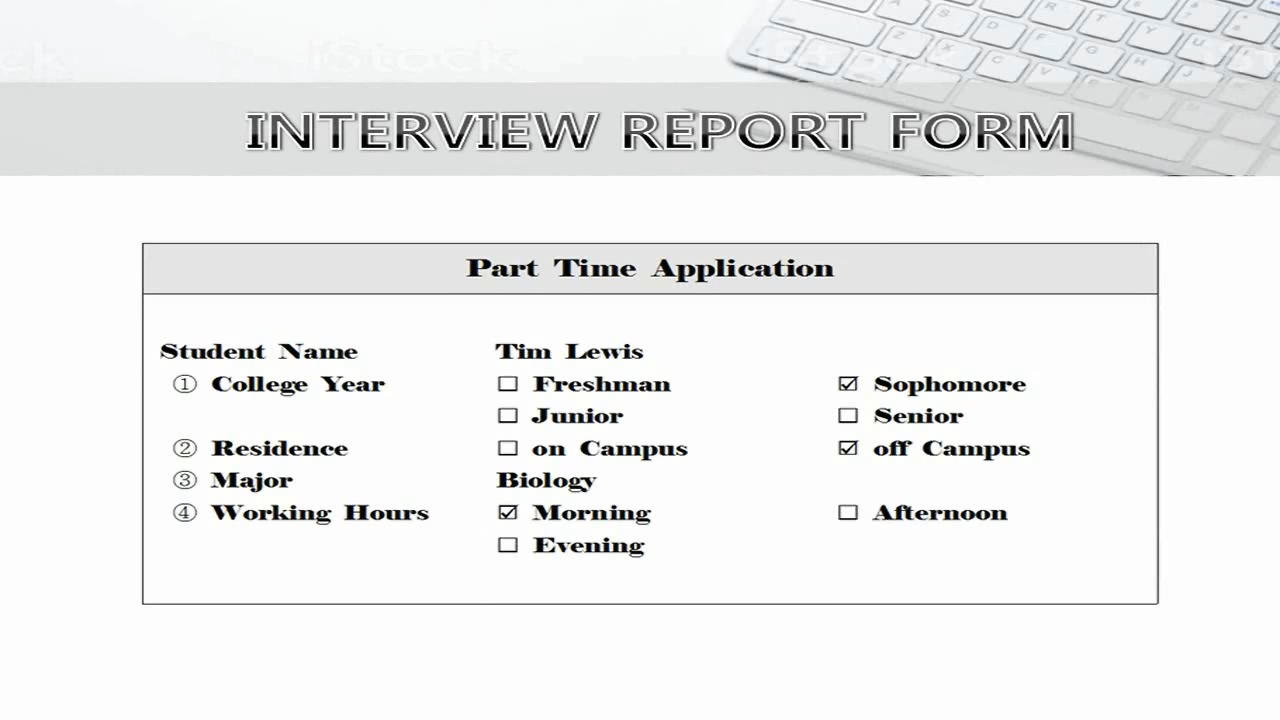 INTERVIEW REPORT FORM
Part Time Application
Student Name Tim Lewis
① College Year ☐ Freshman ☑ Sophomore
☐ Junior ☐ Senior
② Residence ☐ on Campus ☑ off Campus
③ Major Biology
④ Working Hours ☑ Morning ☐ Afternoon
☐ Evening